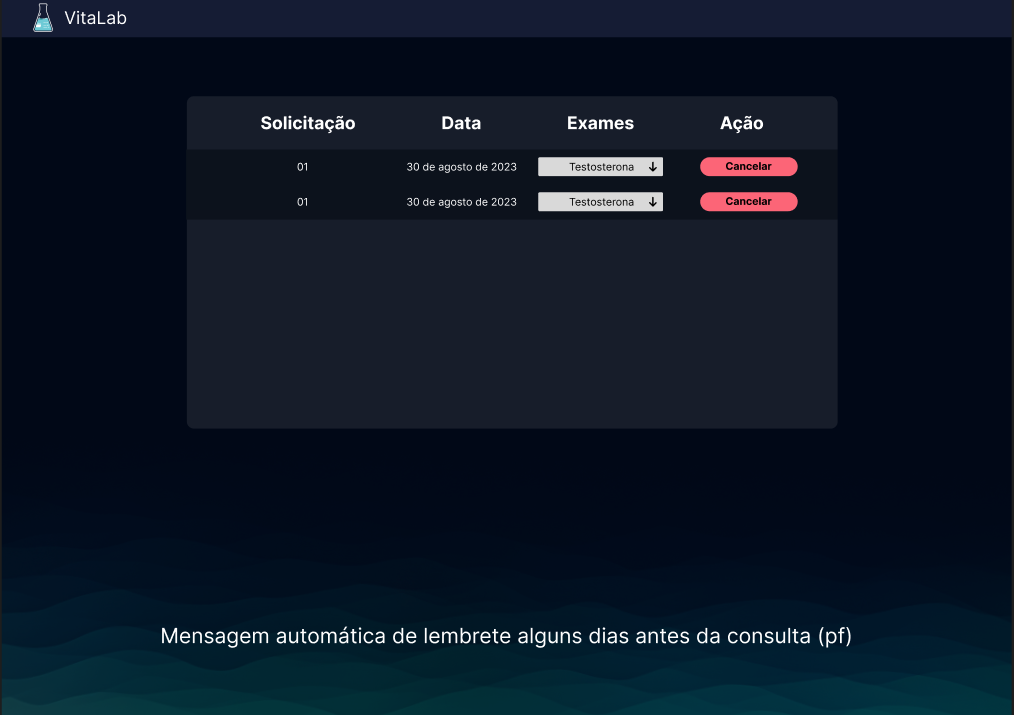 VitaLab
Solicitação Data Exames Ação
01 30 de agosto de 2023 Testosterona Cancelar
01 30 de agosto de 2023 Testosterona Cancelar
Mensagem automática de lembrete alguns dias antes da consulta (pf)